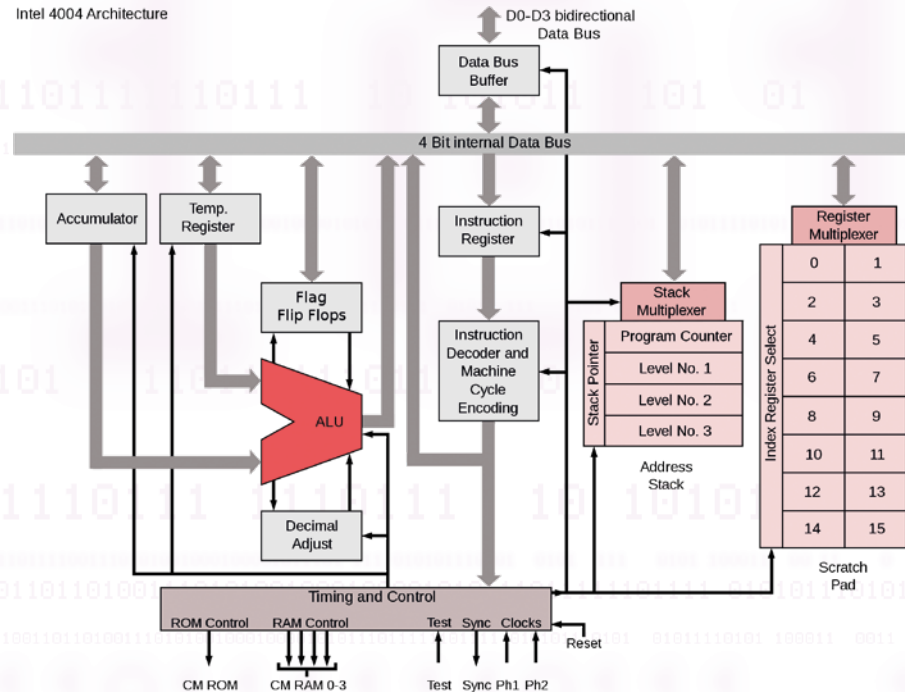 Intel 4004 Architecture
D0-D3 bidirectional
Data Bus
Data Bus
Buffer
4 Bit internal Data Bus
Accumulator
Temp.
Register
Instruction
Register
Register
Multiplexer
Flag
Flip Flops
Stack
Multiplexer
Instruction
Decoder and
Machine
Cycle
Encoding
ALU
Stack Pointer
Program Counter
Level No. 1
Level No. 2
Level No. 3
Address
Stack
Index Register Select
0 1
2 3
4 5
6 7
8 9
10 11
12 13
14 15
Scratch
Pad
Decimal
Adjust
Timing and Control
ROM Control RAM Control Test Sync Clocks
Reset
CM ROM CM RAM 0-3 Test Sync Ph1 Ph2